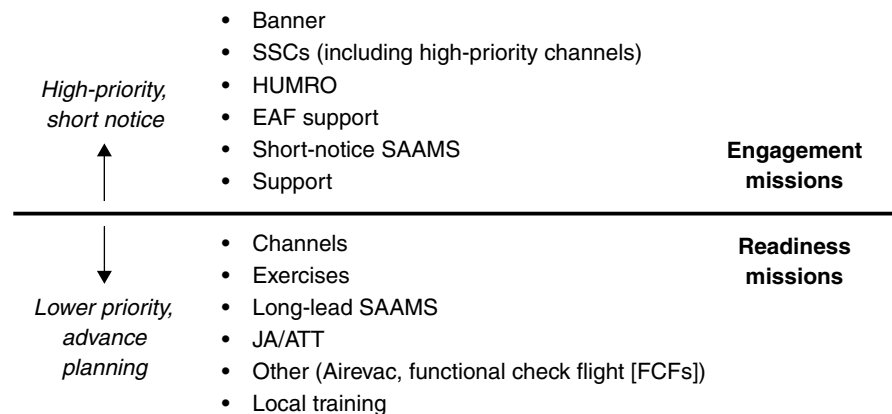 High-priority,
short notice
• Banner
• SSCs (including high-priority channels)
• HUMRO
• EAF support
• Short-notice SAAMS
• Support
Engagement
missions
Lower priority,
advance
planning
• Channels
• Exercises
• Long-lead SAAMS
• JA/ATT
• Other (Airevac, functional check flight [FCFs])
• Local training
Readiness
missions